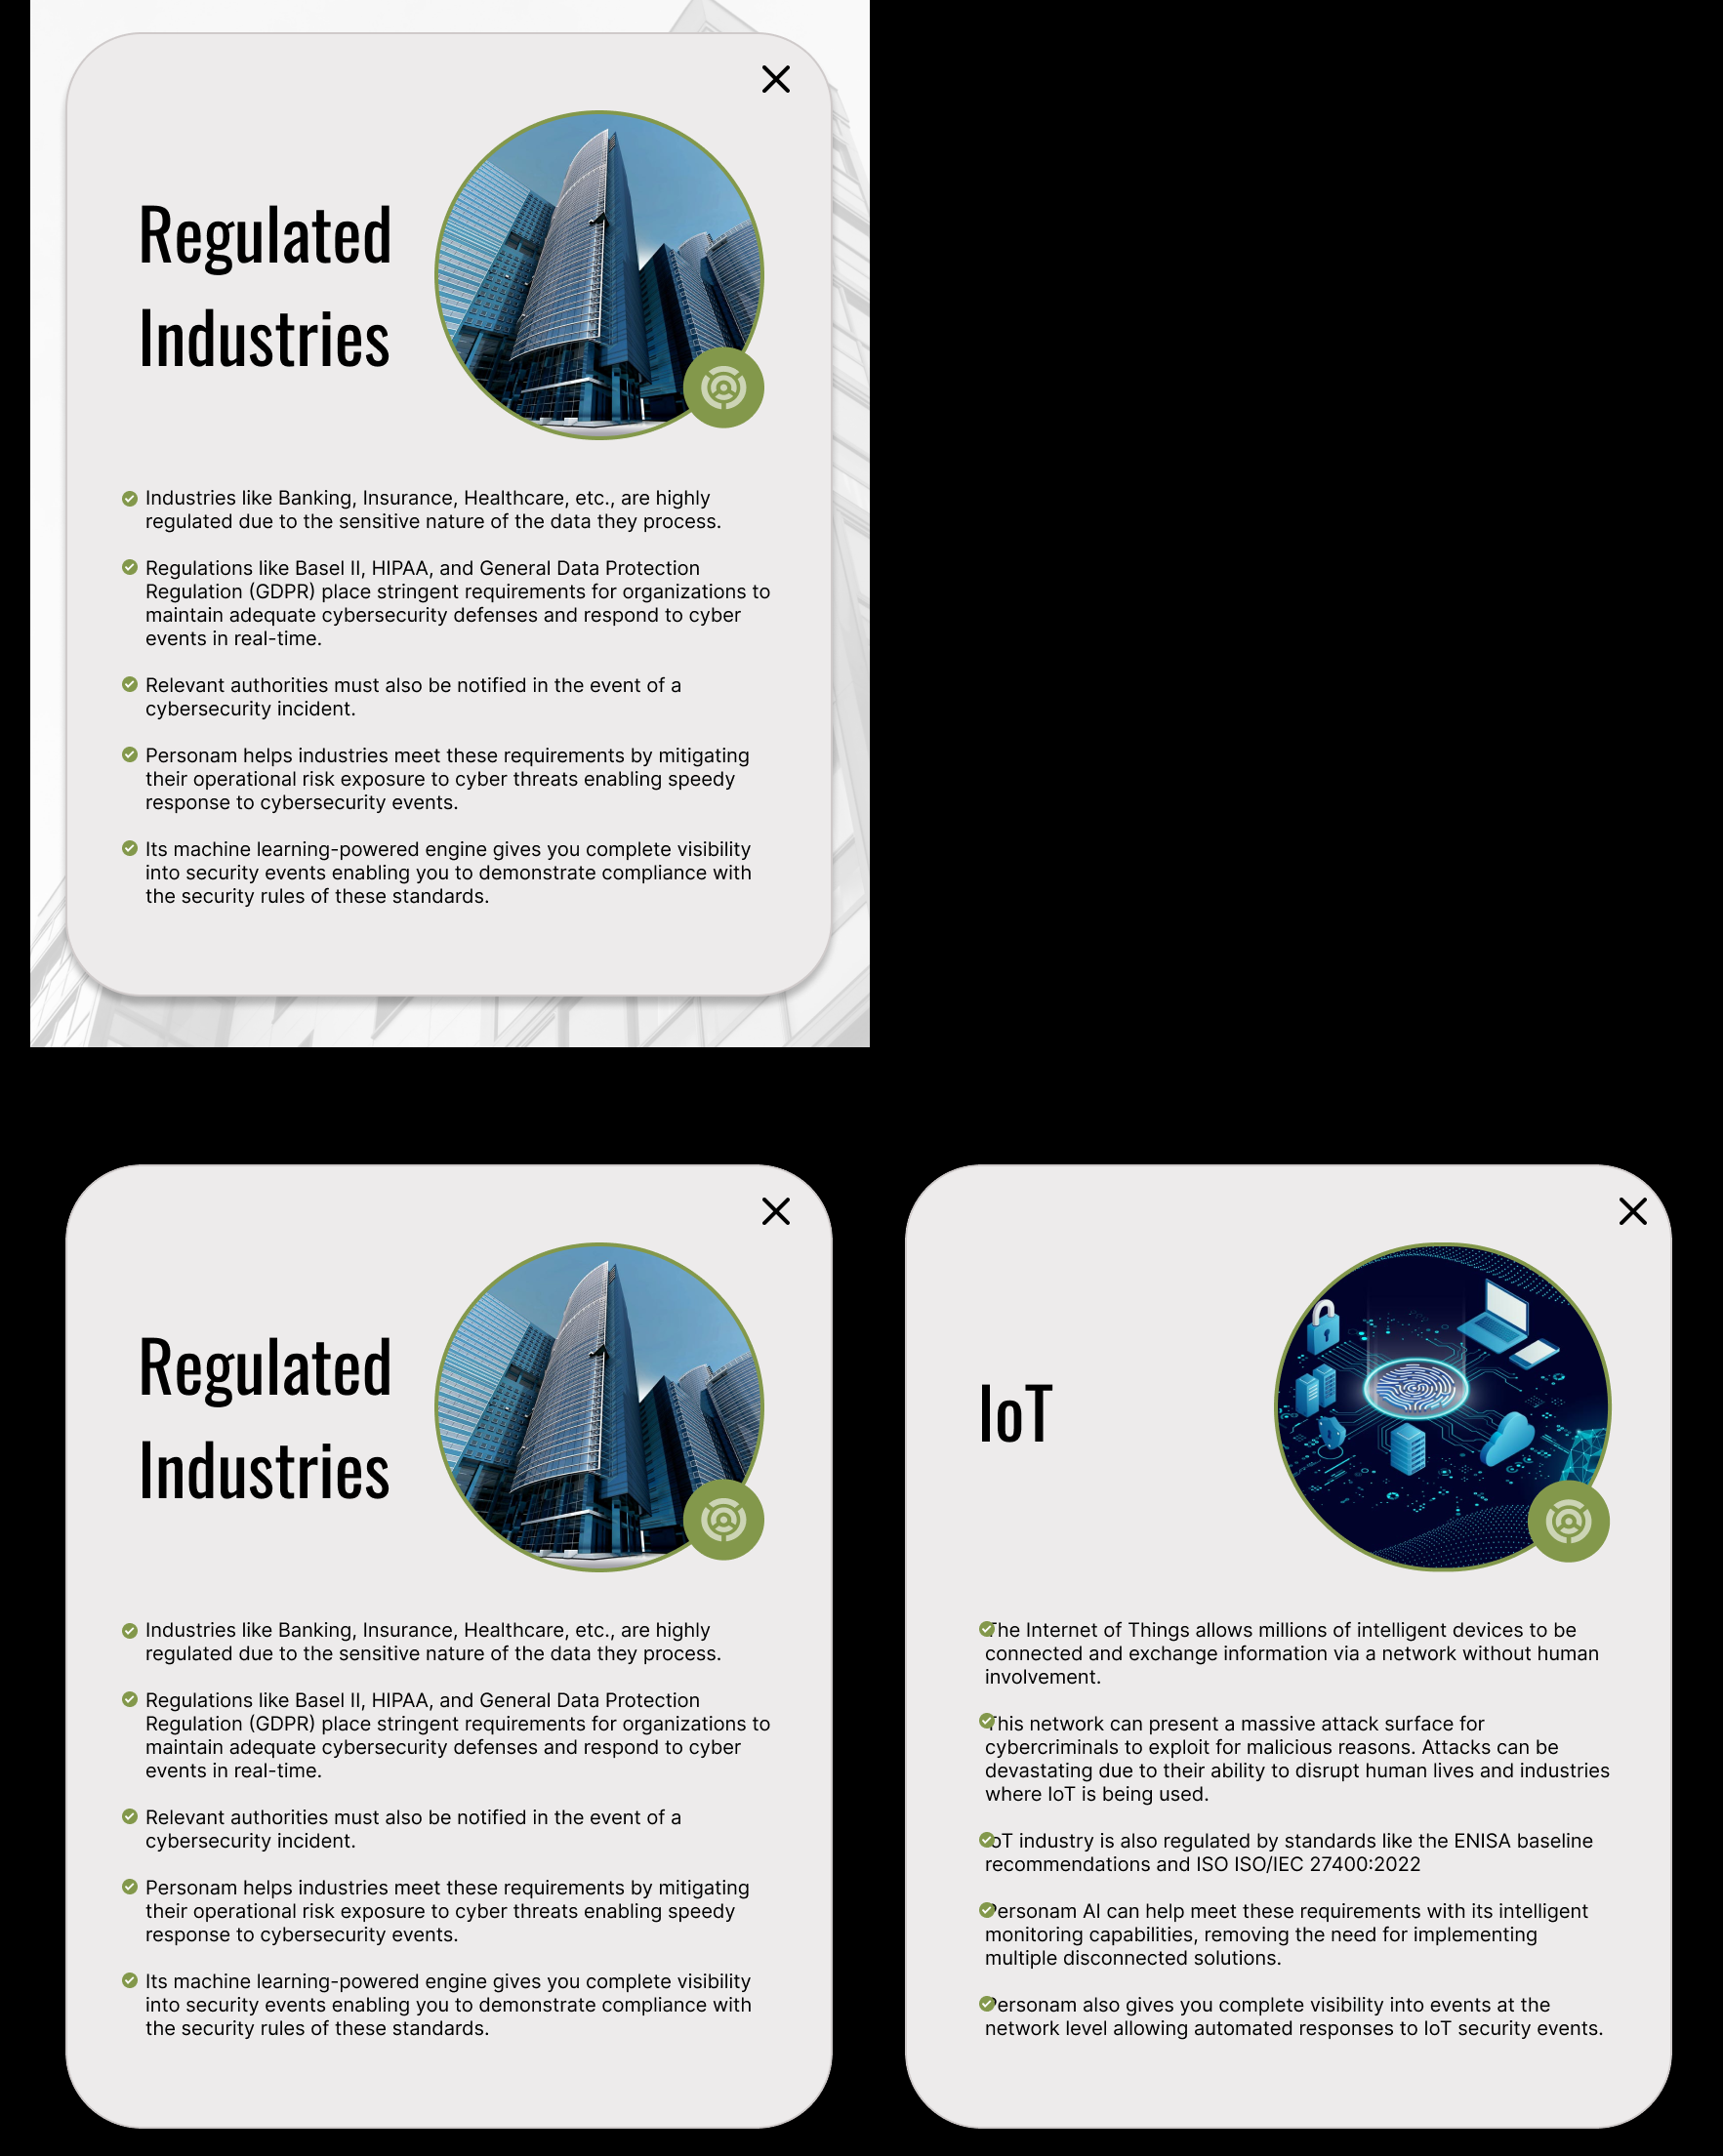 Regulated
Industries
Industries like Banking, Insurance, Healthcare, etc., are highly
regulated due to the sensitive nature of the data they process.
Regulations like Basel II, HIPAA, and General Data Protection
Regulation (GDPR) place stringent requirements for organizations to
maintain adequate cybersecurity defenses and respond to cyber
events in real-time.
Relevant authorities must also be notified in the event of a
cybersecurity incident.
Personam helps industries meet these requirements by mitigating
their operational risk exposure to cyber threats enabling speedy
response to cybersecurity events.
Its machine learning-powered engine gives you complete visibility
into security events enabling you to demonstrate compliance with
the security rules of these standards.
Regulated
Industries
Industries like Banking, Insurance, Healthcare, etc., are highly
regulated due to the sensitive nature of the data they process.
Regulations like Basel II, HIPAA, and General Data Protection
Regulation (GDPR) place stringent requirements for organizations to
maintain adequate cybersecurity defenses and respond to cyber
events in real-time.
Relevant authorities must also be notified in the event of a
cybersecurity incident.
Personam helps industries meet these requirements by mitigating
their operational risk exposure to cyber threats enabling speedy
response to cybersecurity events.
Its machine learning-powered engine gives you complete visibility
into security events enabling you to demonstrate compliance with
the security rules of these standards.
IoT
The Internet of Things allows millions of intelligent devices to be
connected and exchange information via a network without human
involvement.
This network can present a massive attack surface for
cybercriminals to exploit for malicious reasons. Attacks can be
devastating due to their ability to disrupt human lives and industries
where IoT is being used.
IoT industry is also regulated by standards like the ENISA baseline
recommendations and ISO ISO/IEC 27400:2022
Personam AI can help meet these requirements with its intelligent
monitoring capabilities, removing the need for implementing
multiple disconnected solutions.
Personam also gives you complete visibility into events at the
network level allowing automated responses to IoT security events.